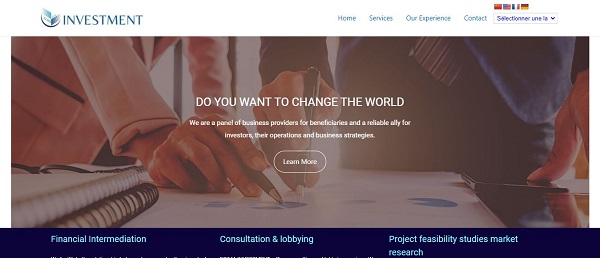 INVESTMENT
Home Services Our Experience Contact
Sélectionner une la
DO YOU WANT TO CHANGE THE WORLD
We are a panel of business providers for beneficiaries and a reliable ally for
investors, their operations and business strategies.
Learn More
Financial Intermediation
Consultation & lobbying
Project feasibility studies market
research